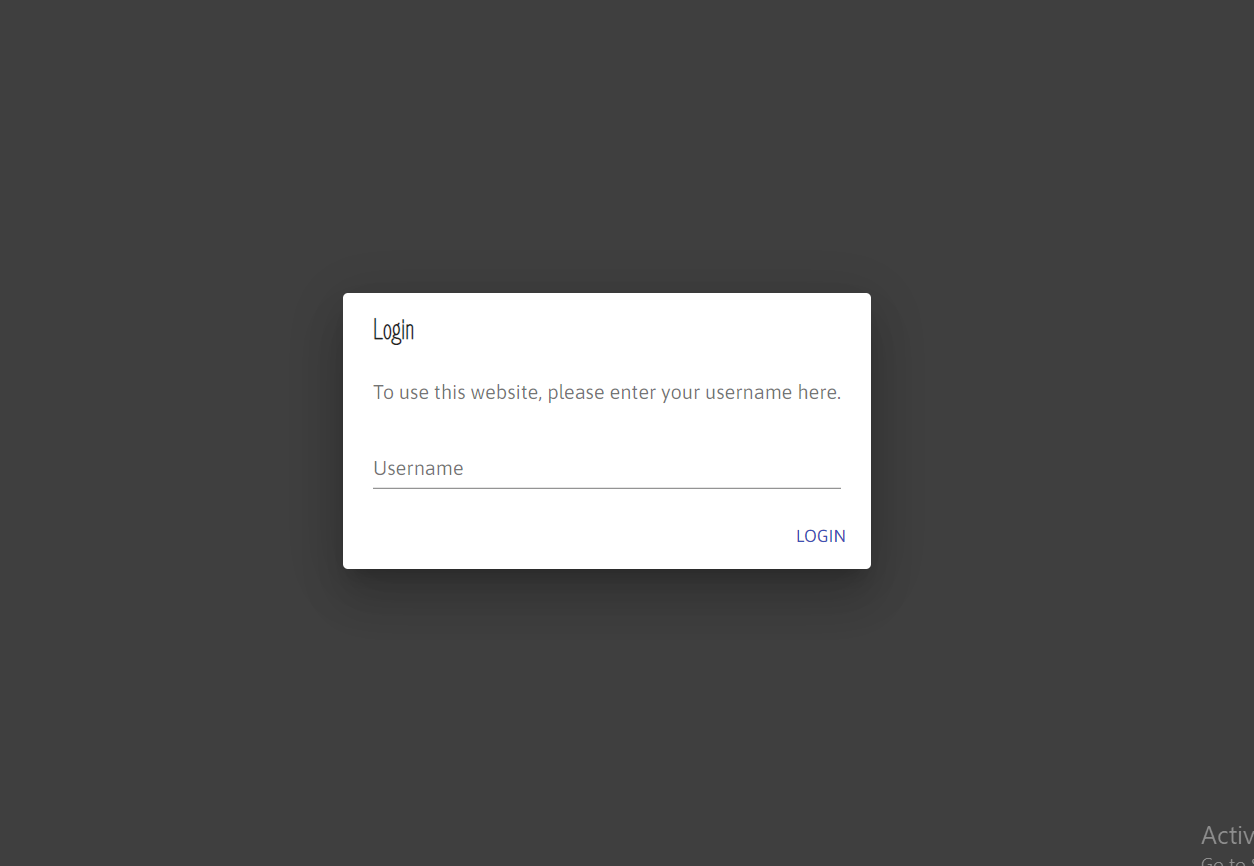 Login
To use this website, please enter your username here.
Username
LOGIN
Activ
Go to